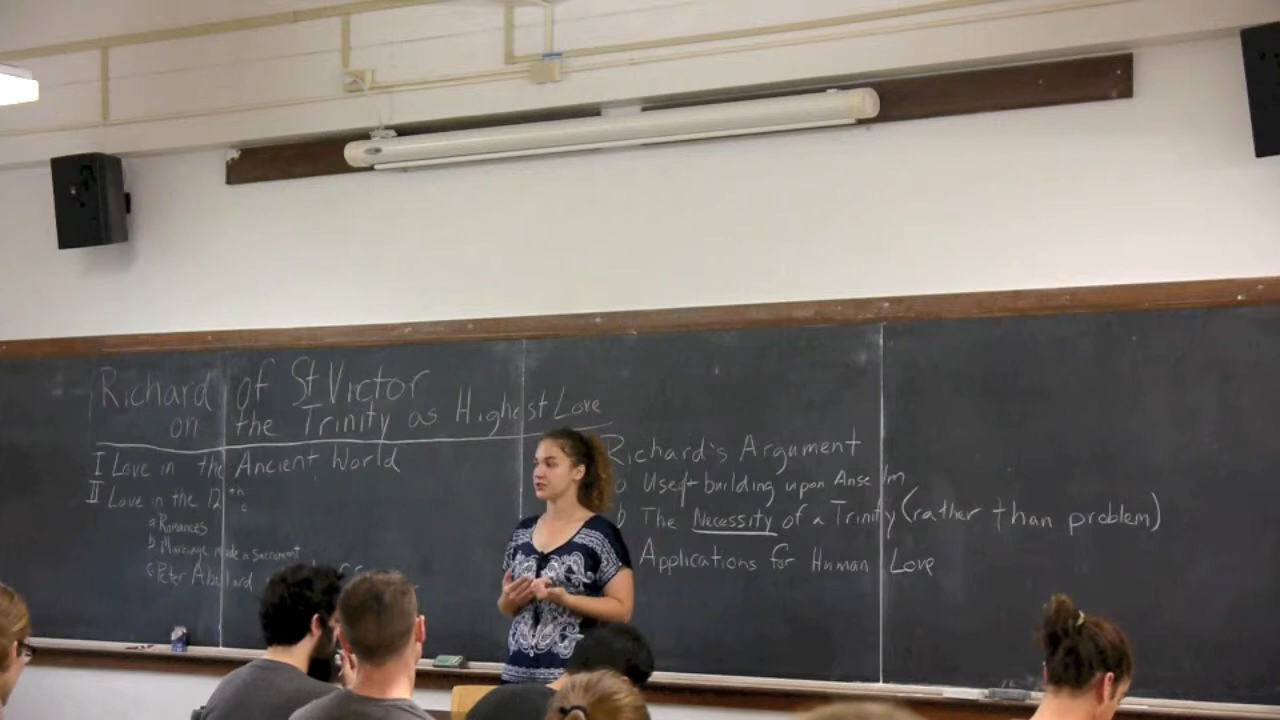 Richard of St Victor
on the Trinity as Highest Love
I Love in the Ancient World
II Love in the 12th c
a Romances
b Marriage made a Sacrament
c Peter Abelard
Richard's Argument
a Use of + building upon Anselm
b The Necessity of a Trinity (rather than problem)
Applications for Human Love